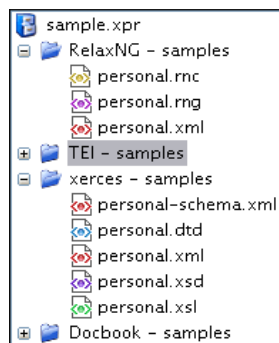 sample.xpr
RelaxNG - samples
personal.rnc
personal.rng
personal.xml
TEI - samples
xerces - samples
personal-schema.xml
personal.dtd
personal.xml
personal.xsd
personal.xsl
Docbook - samples